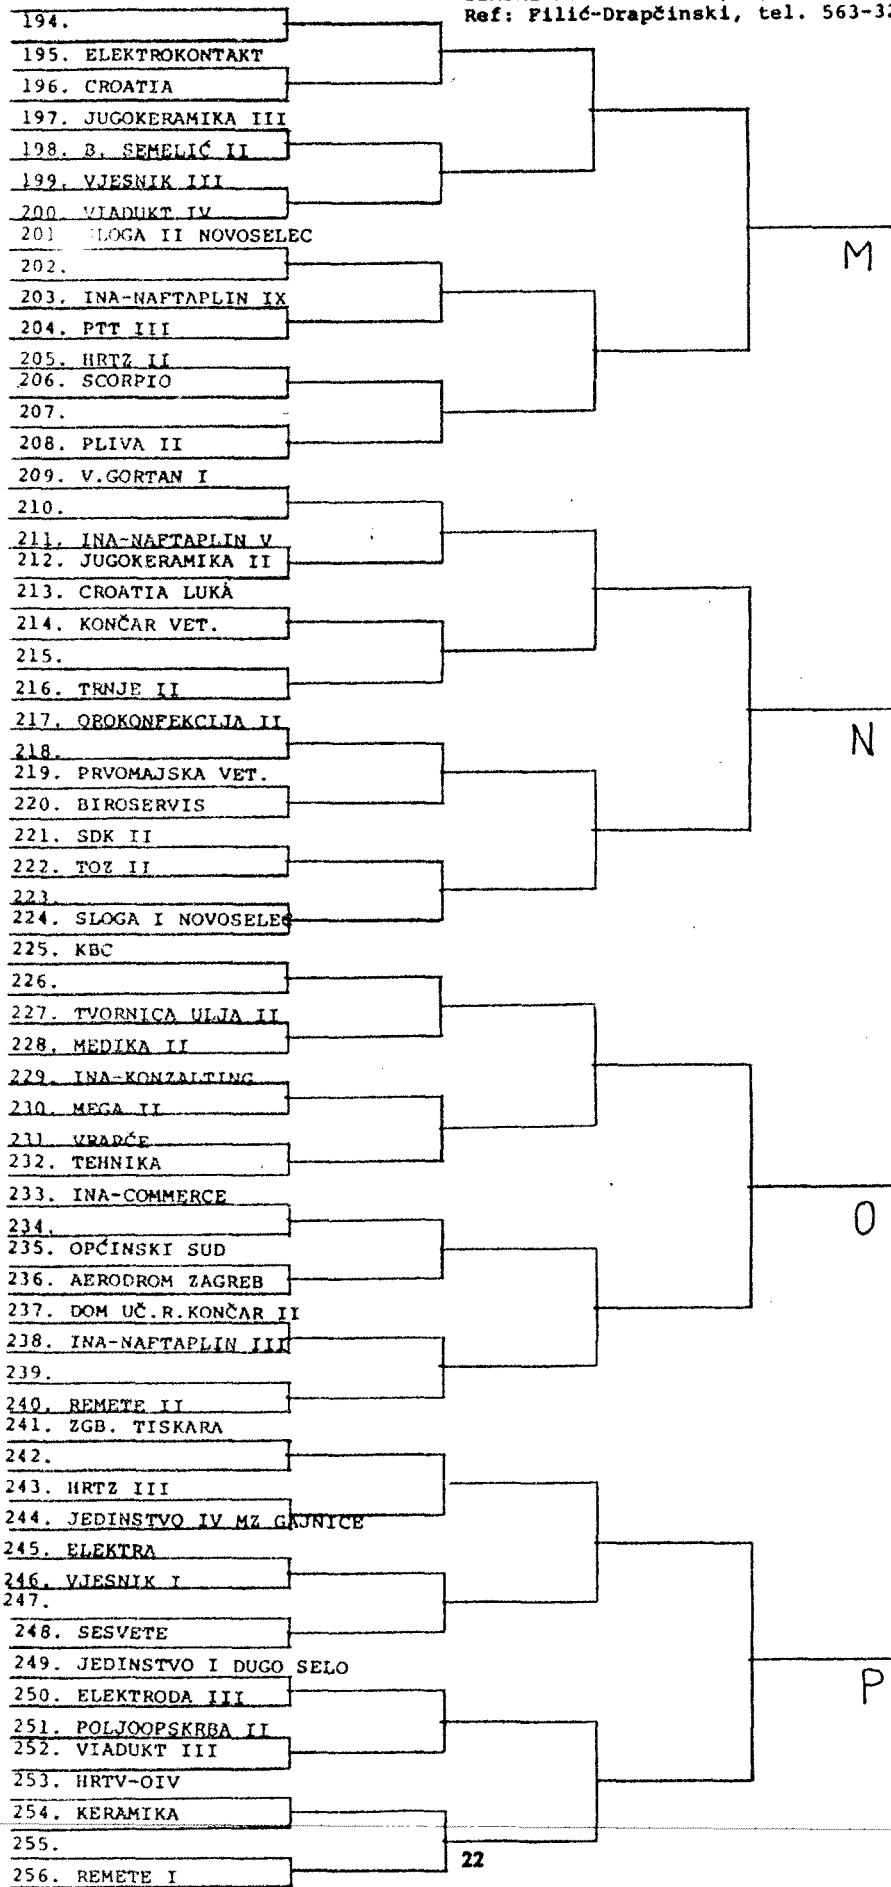 Ref: Filić-Drapčinski, tel. 563-32
194.
195. ELEKTROKONTAKT
196. CROATIA
197. JUGOKERAMIKA III
198. B. SEMELIĆ II
199. VJESNIK III
200. VIADUKT IV
201 SLOGA II NOVOSELEC
M
202.
203. INA-NAFTAPLIN IX
204. PTT III
205. HRTZ II
206. SCORPIO
207.
208. PLIVA II
209. V.GORTAN I
210.
211. INA-NAFTAPLIN V
212. JUGOKERAMIKA II
213. CROATIA LUKA
214. KONČAR VET.
215.
216. TRNJE II
217. OROKONFEKCIJA II
N
218.
219. PRVOMAJSKA VET.
220. BIROSERVIS
221. SDK II
222. TOZ II
223.
224. SLOGA I NOVOSELEC
225. KBC
226.
227. TVORNICA ULJA II
228. MEDIKA II
229. INA-KONZALTING
230. MEGA II
231 VRAPČE
232. TEHNIKA
233. INA-COMMERCE
O
234.
235. OPĆINSKI SUD
236. AERODROM ZAGREB
237. DOM UČ.R.KONČAR II
238. INA-NAFTAPLIN III
239.
240. REMETE II
241. ZGB. TISKARA
242.
243. HRTZ III
244. JEDINSTVO IV MZ GAJNICE
245. ELEKTRA
246. VJESNIK I
247.
248. SESVETE
249. JEDINSTVO I DUGO SELO
P
250. ELEKTRODA III
251. POLJOOPSKRBA II
252. VIADUKT III
253. HRTV-OIV
254. KERAMIKA
255.
22
256. REMETE I